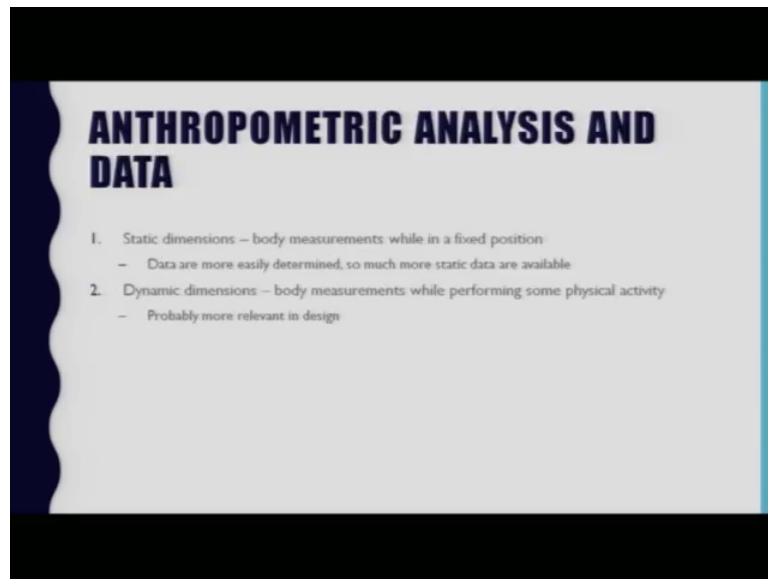 ANTHROPOMETRIC ANALYSIS AND
DATA
1. Static dimensions – body measurements while in a fixed position
– Data are more easily determined, so much more static data are available
2. Dynamic dimensions – body measurements while performing some physical activity
– Probably more relevant in design